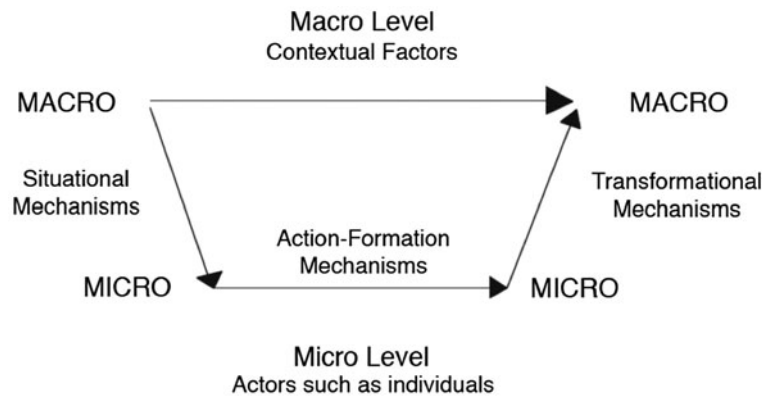 Macro Level
Contextual Factors
MACRO
MACRO
Situational
Mechanisms
Transformational
Mechanisms
Action-Formation
Mechanisms
MICRO
MICRO
Micro Level
Actors such as individuals